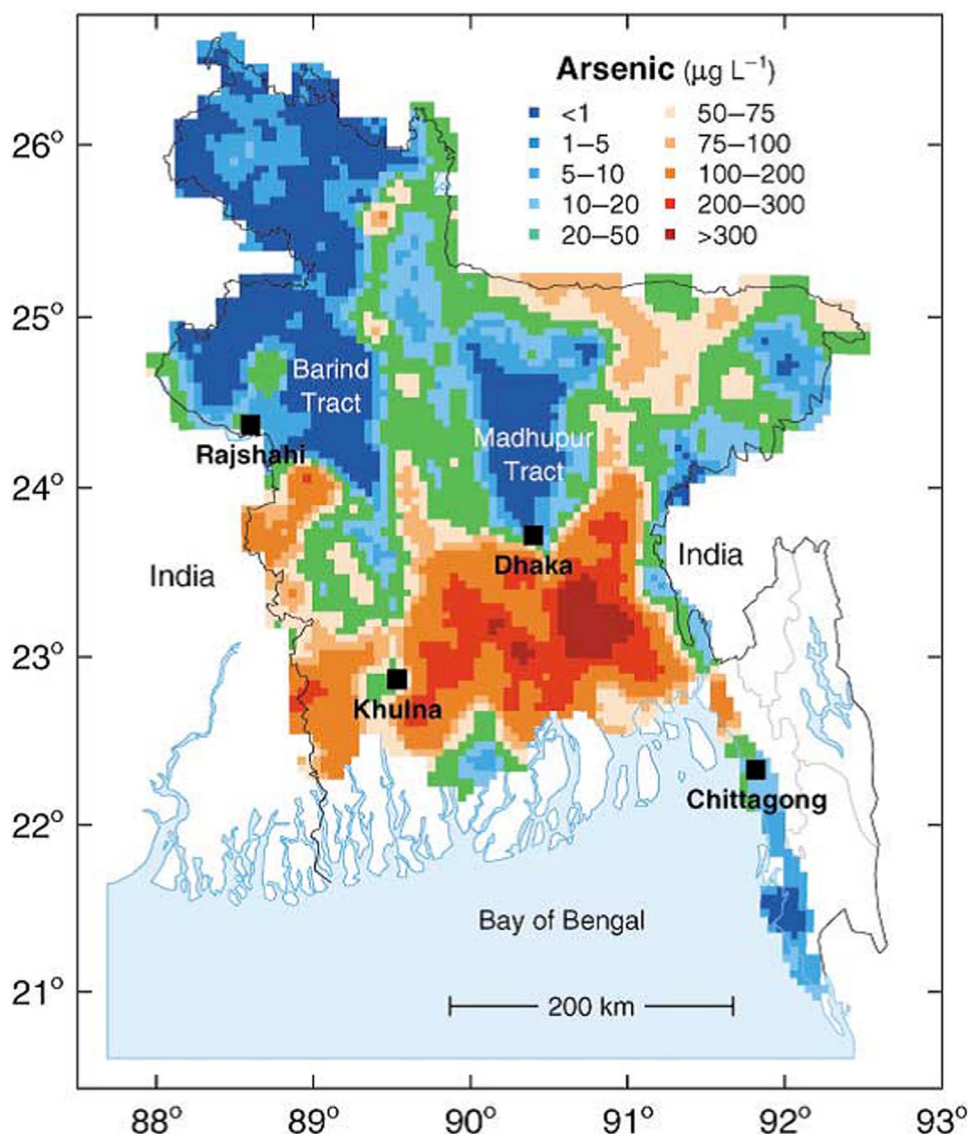 Arsenic (μg L⁻¹)
<1
1–5
5–10
10–20
20–50
50–75
75–100
100–200
200–300
>300
26°
25°
24°
23°
22°
21°
Barind
Tract
Rajshahi
Madhupur
Tract
Dhaka
India
India
Khulna
Chittagong
Bay of Bengal
200 km
88°
89°
90°
91°
92°
93°